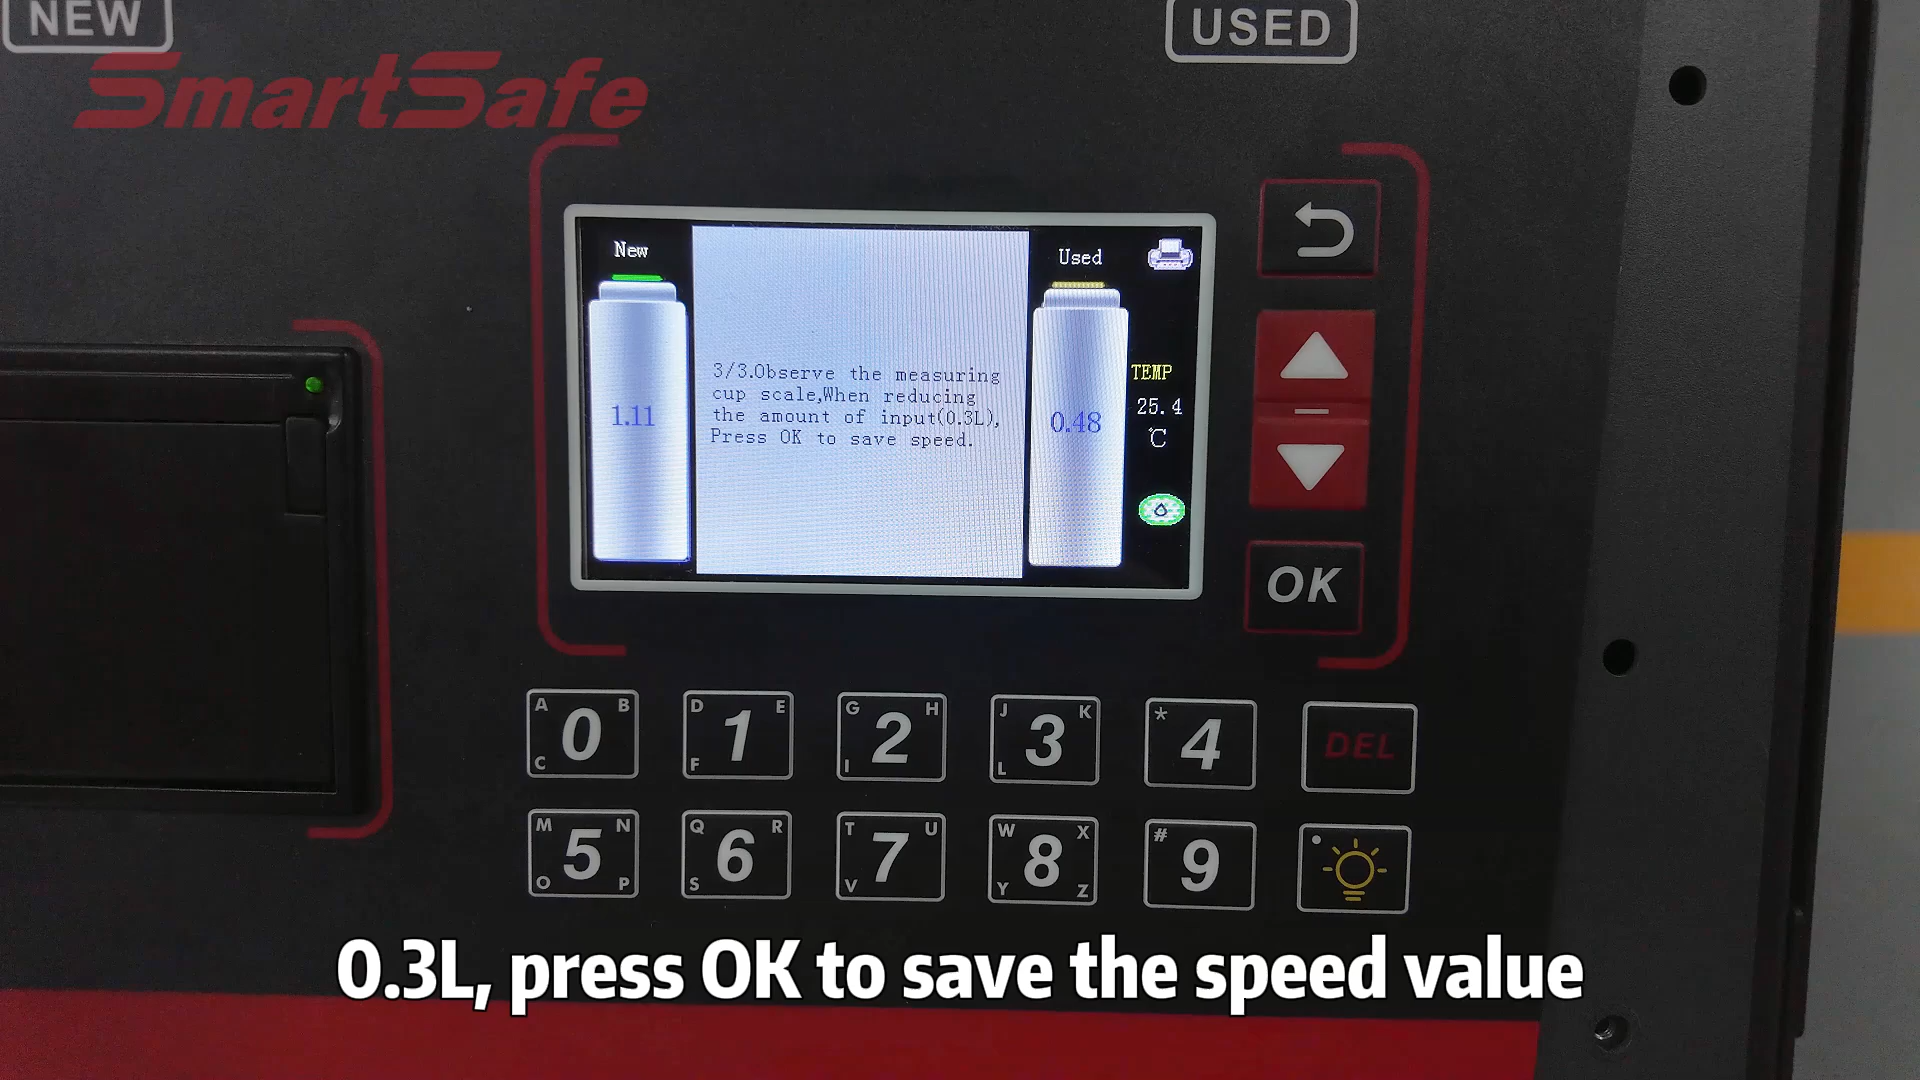 NEW
USED
SmartSafe
New
Used
3/3.Observe the measuring
cup scale,When reducing
the amount of input(0.3L),
Press OK to save speed.
1.11
0.48
TEMP
25.4
℃
OK
A B 0 C
D E 1 F
G H 2 I
J K 3 L
* 4
DEL
M N 5 O P
Q R 6 S
T U 7 V
W X 8 Y Z
# 9
0.3L, press OK to save the speed value